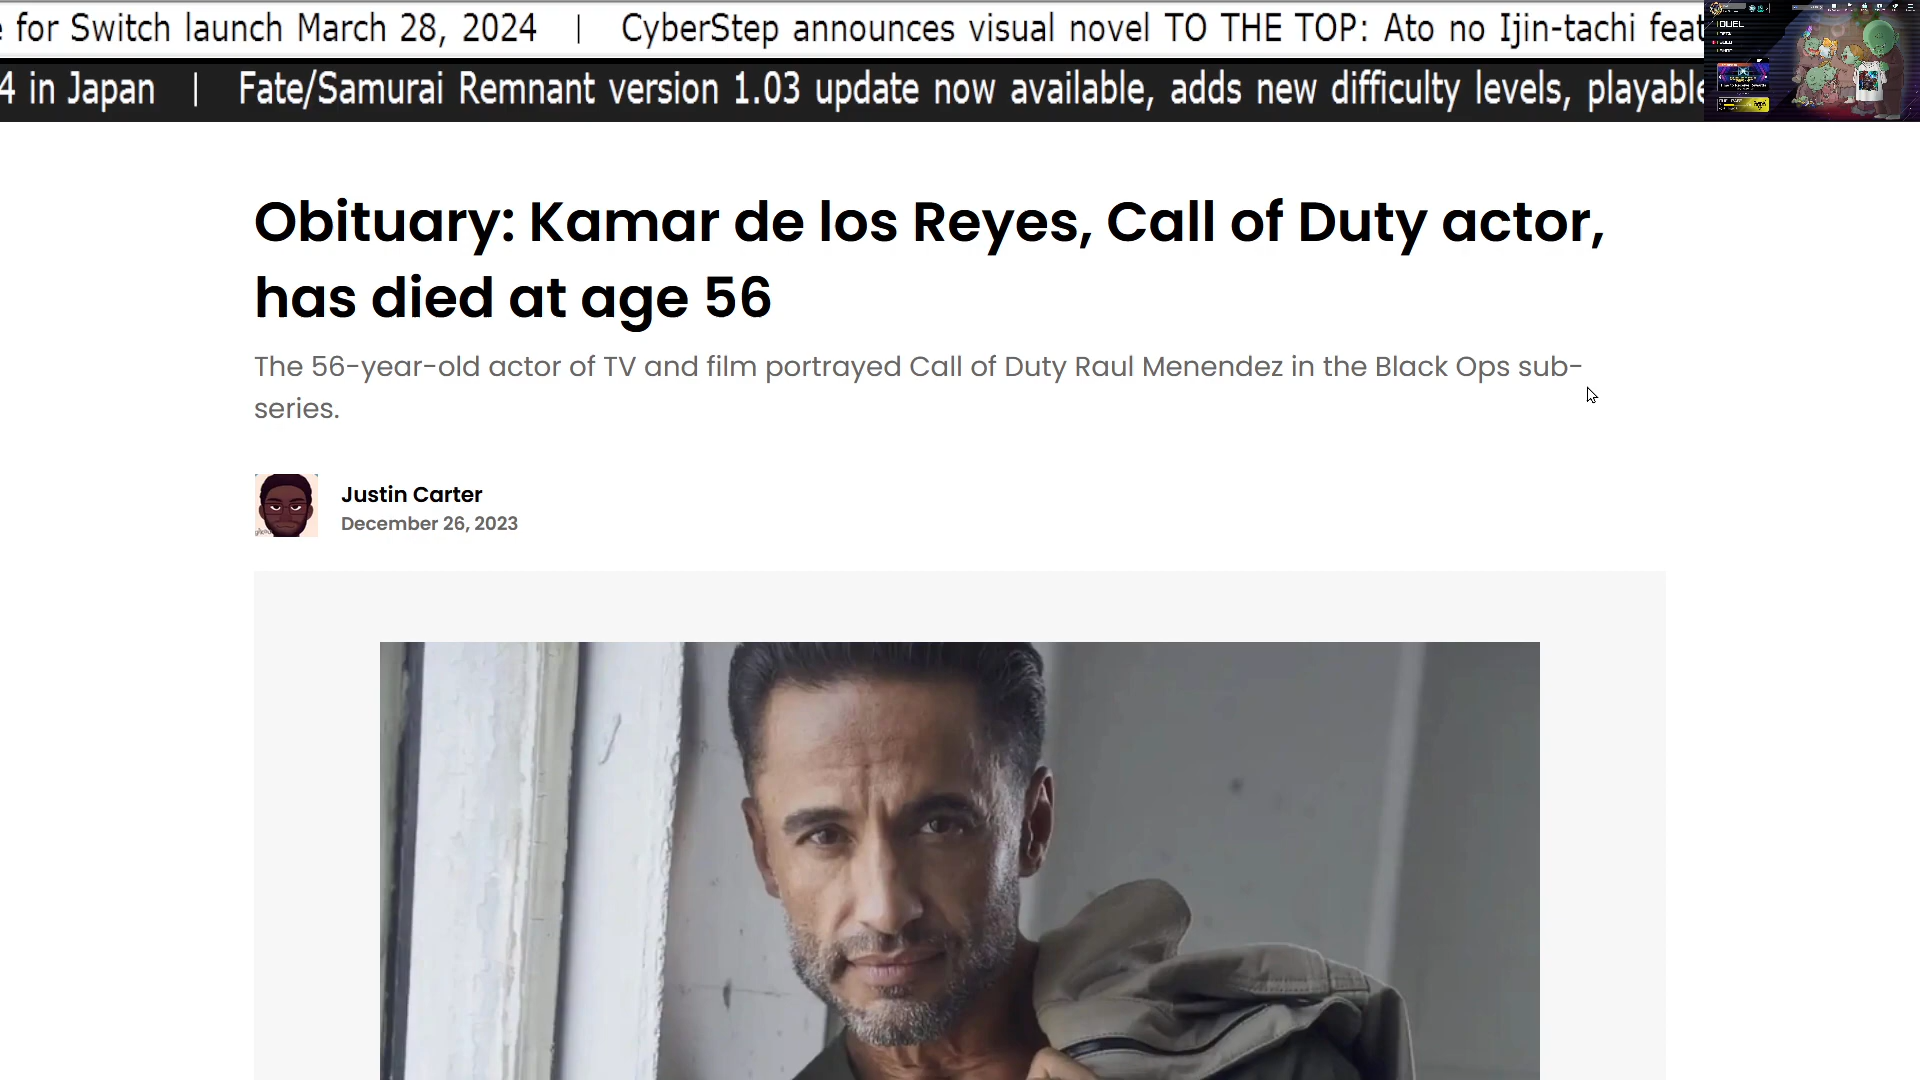 for Switch launch March 28, 2024 | CyberStep announces visual novel TO THE TOP: Ato no Ijin-tachi feat
4 in Japan | Fate/Samurai Remnant version 1.03 update now available, adds new difficulty levels, playable
DUEL
Obituary: Kamar de los Reyes, Call of Duty actor,
has died at age 56
The 56-year-old actor of TV and film portrayed Call of Duty Raul Menendez in the Black Ops sub-
series.
Justin Carter
December 26, 2023